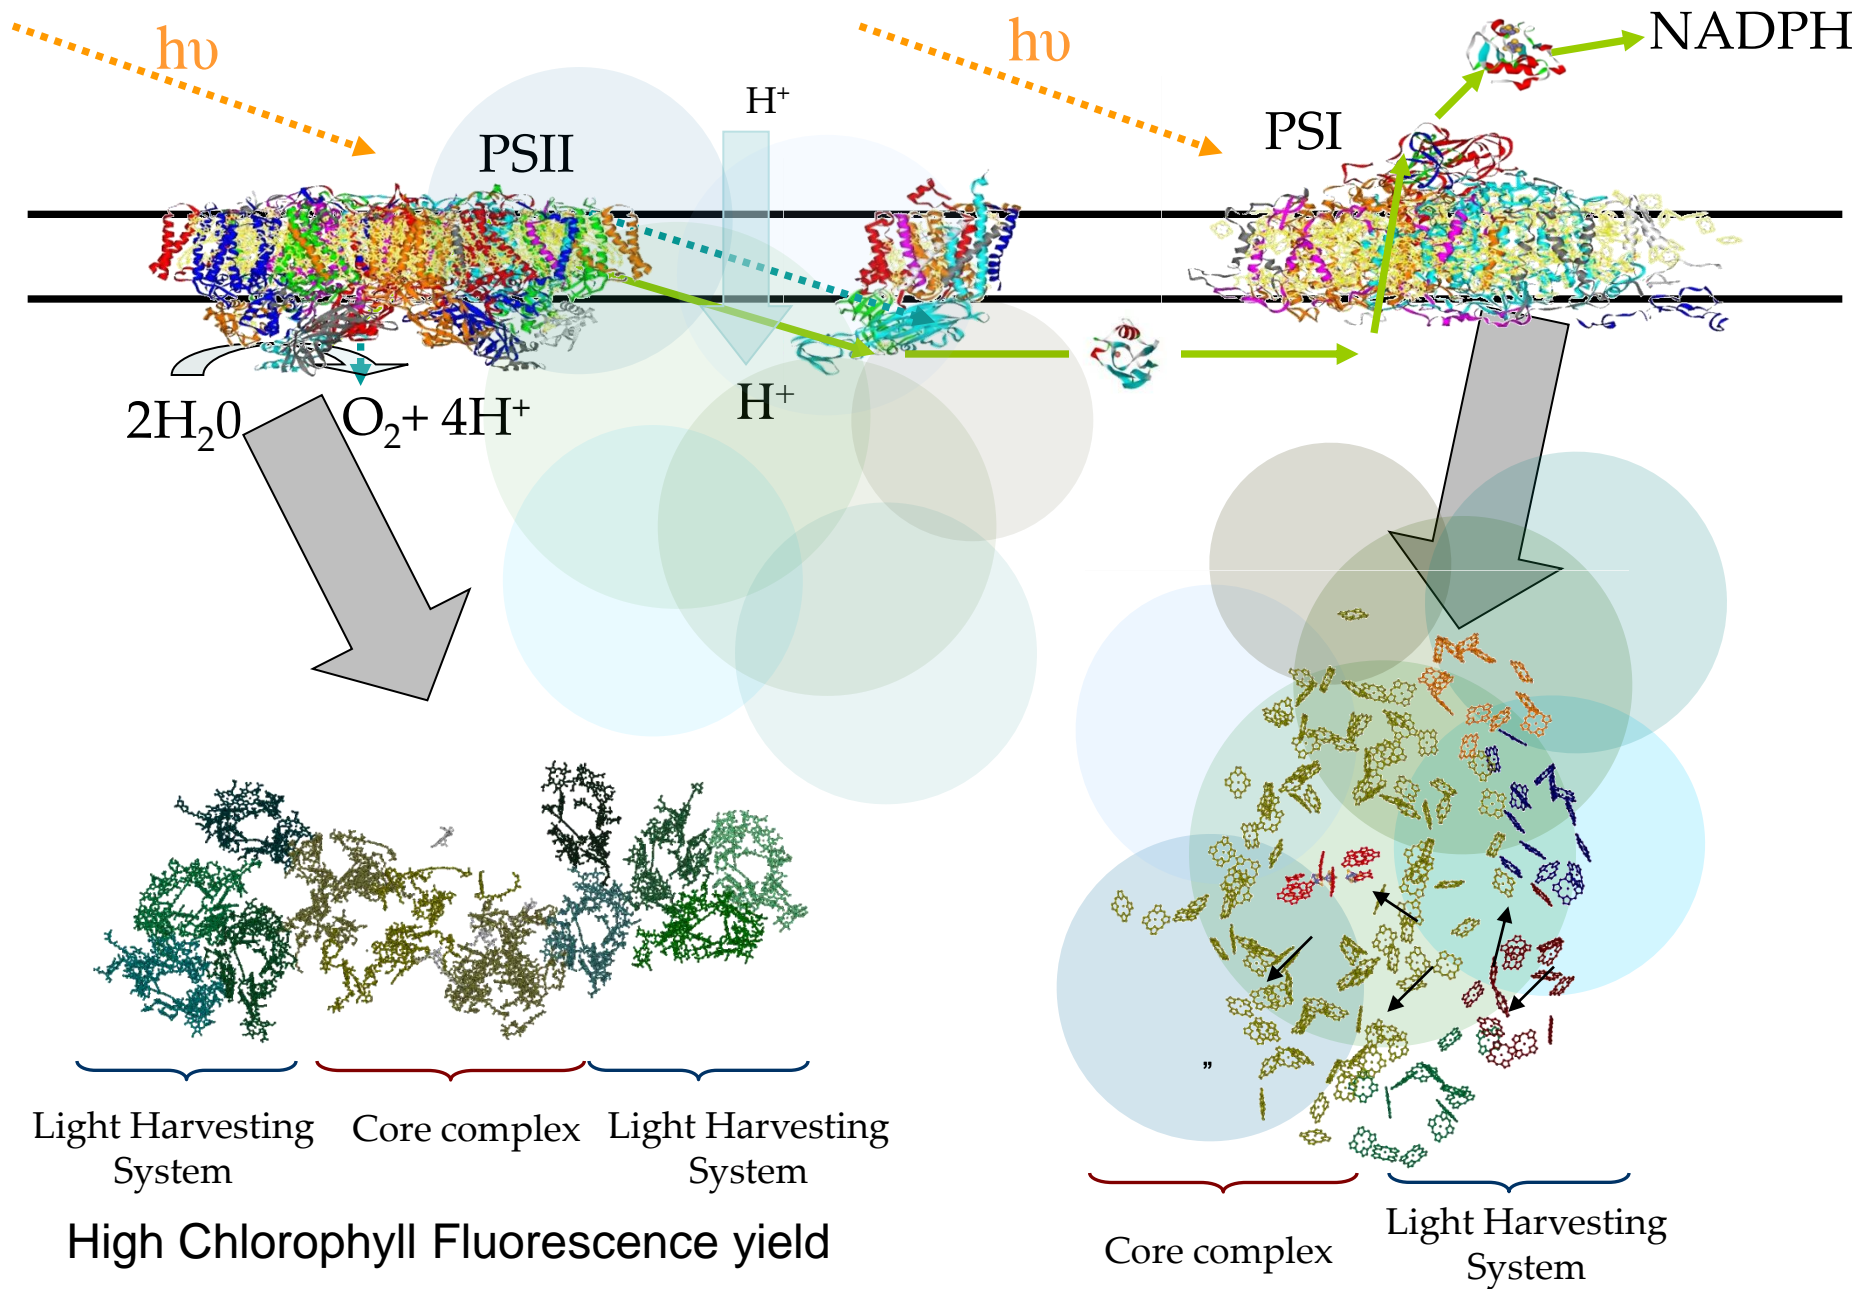 hυ
hυ
NADPH
H⁺
PSI
PSII
H⁺
2H₂0
O₂+ 4H⁺
”
Light Harvesting
System
Core complex
Light Harvesting
System
High Chlorophyll Fluorescence yield
Core complex
Light Harvesting
System